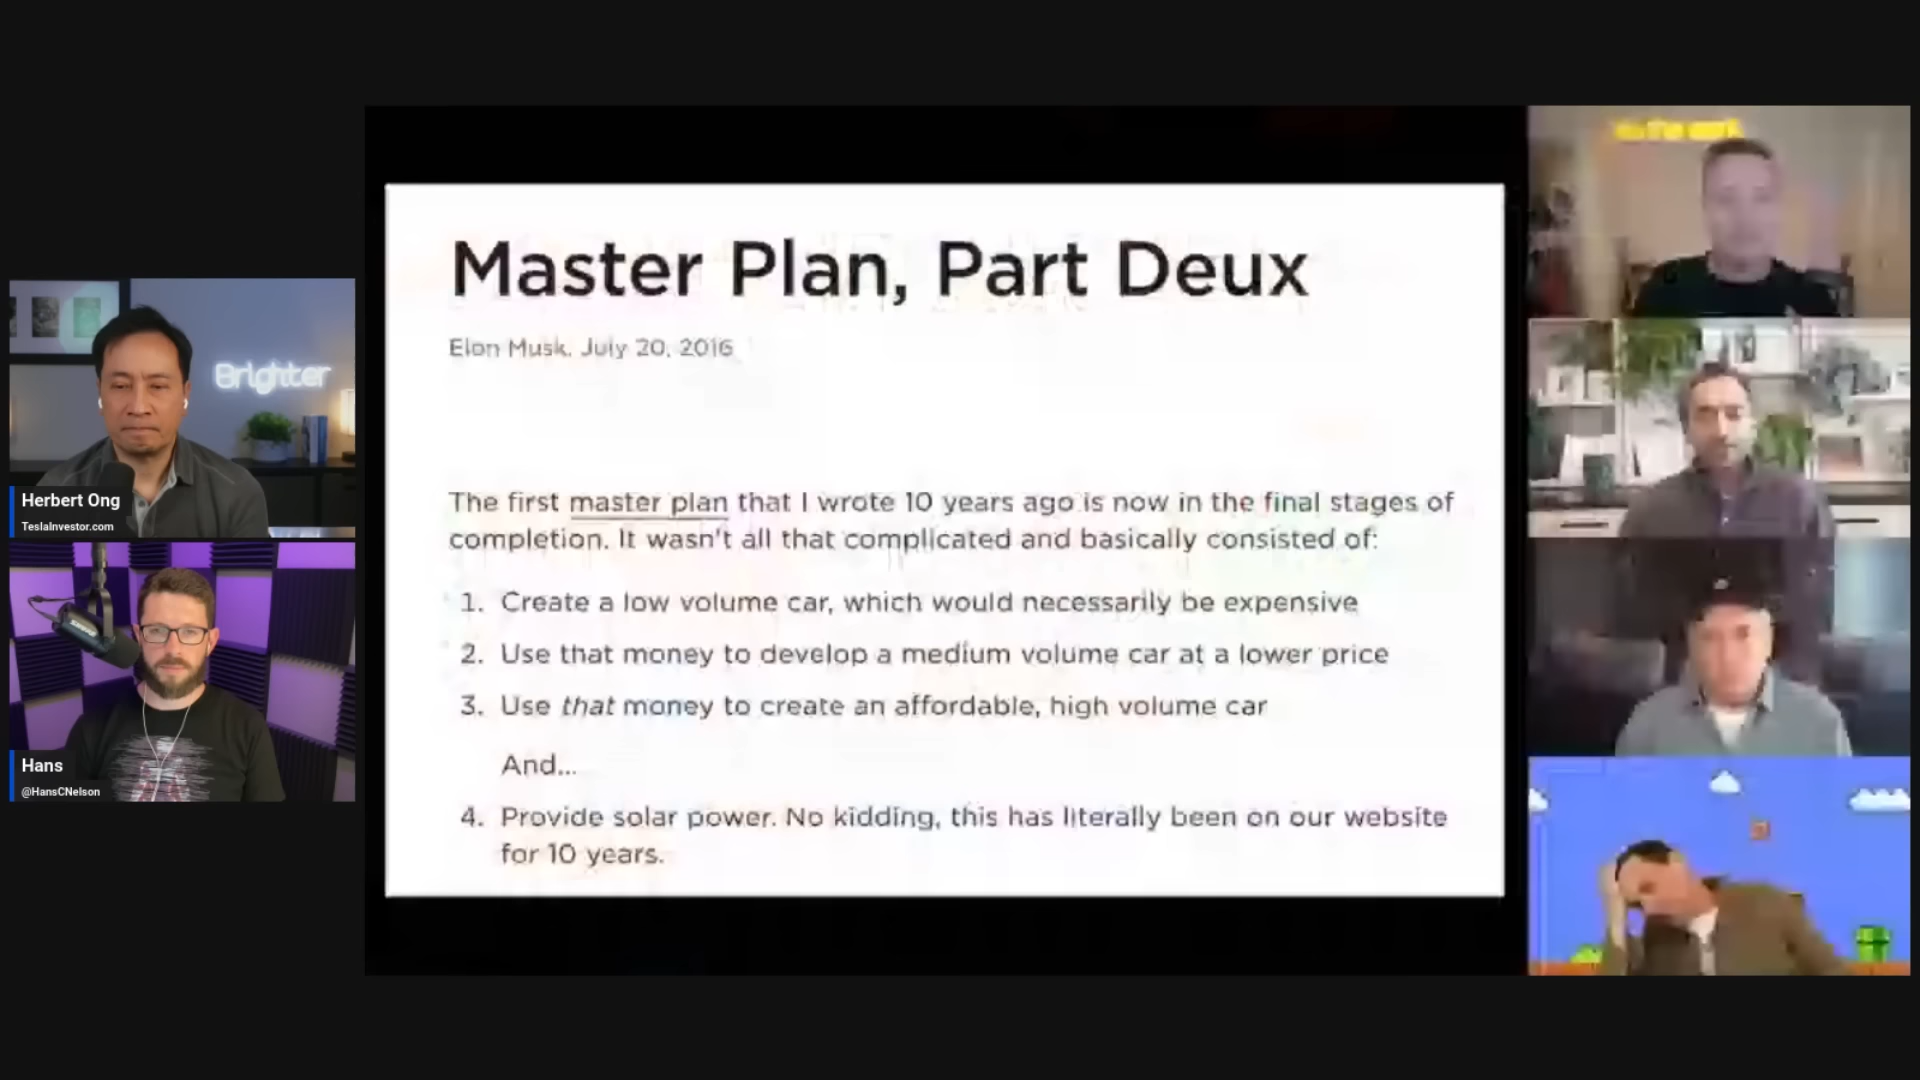 Master Plan, Part Deux
Elon Musk, July 20, 2016
The first master plan that I wrote 10 years ago is now in the final stages of
completion. It wasn't all that complicated and basically consisted of:
1. Create a low volume car, which would necessarily be expensive
2. Use that money to develop a medium volume car at a lower price
3. Use that money to create an affordable, high volume car
And...
4. Provide solar power. No kidding, this has literally been on our website
for 10 years.
Brighter
Herbert Ong
TeslaInvestor.com
SHURE
Hans
@HansCNelson